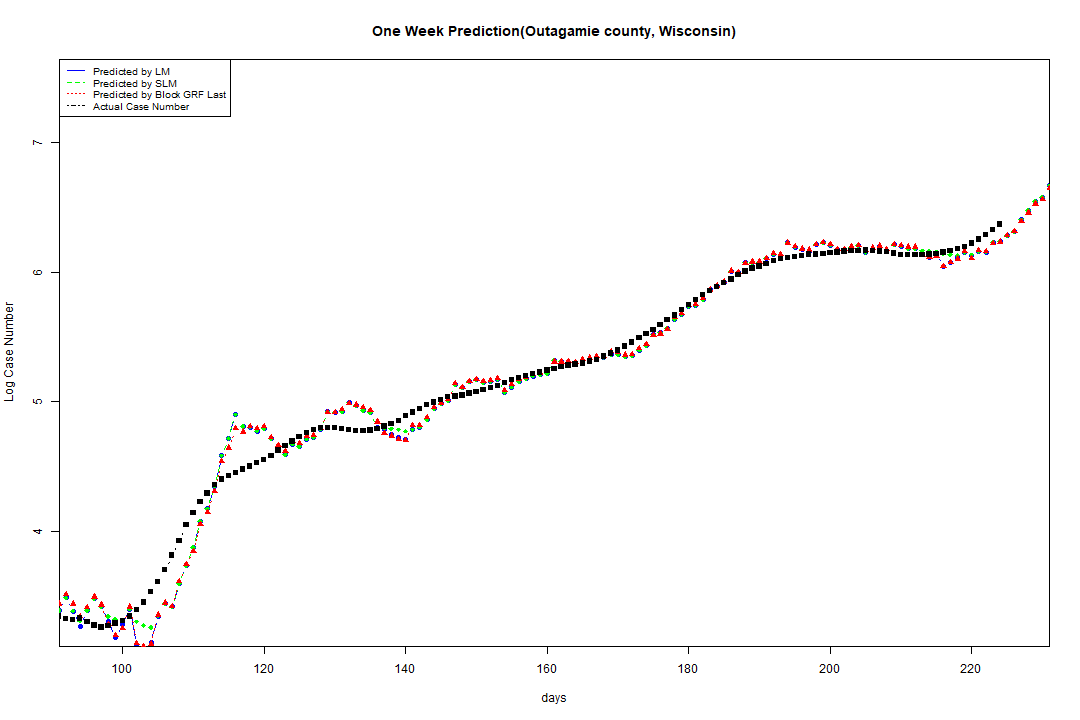 One Week Prediction(Outagamie county, Wisconsin)
Predicted by LM
Predicted by SLM
Predicted by Block GRF Last
Actual Case Number
7
6
5
4
Log Case Number
100 120 140 160 180 200 220
days